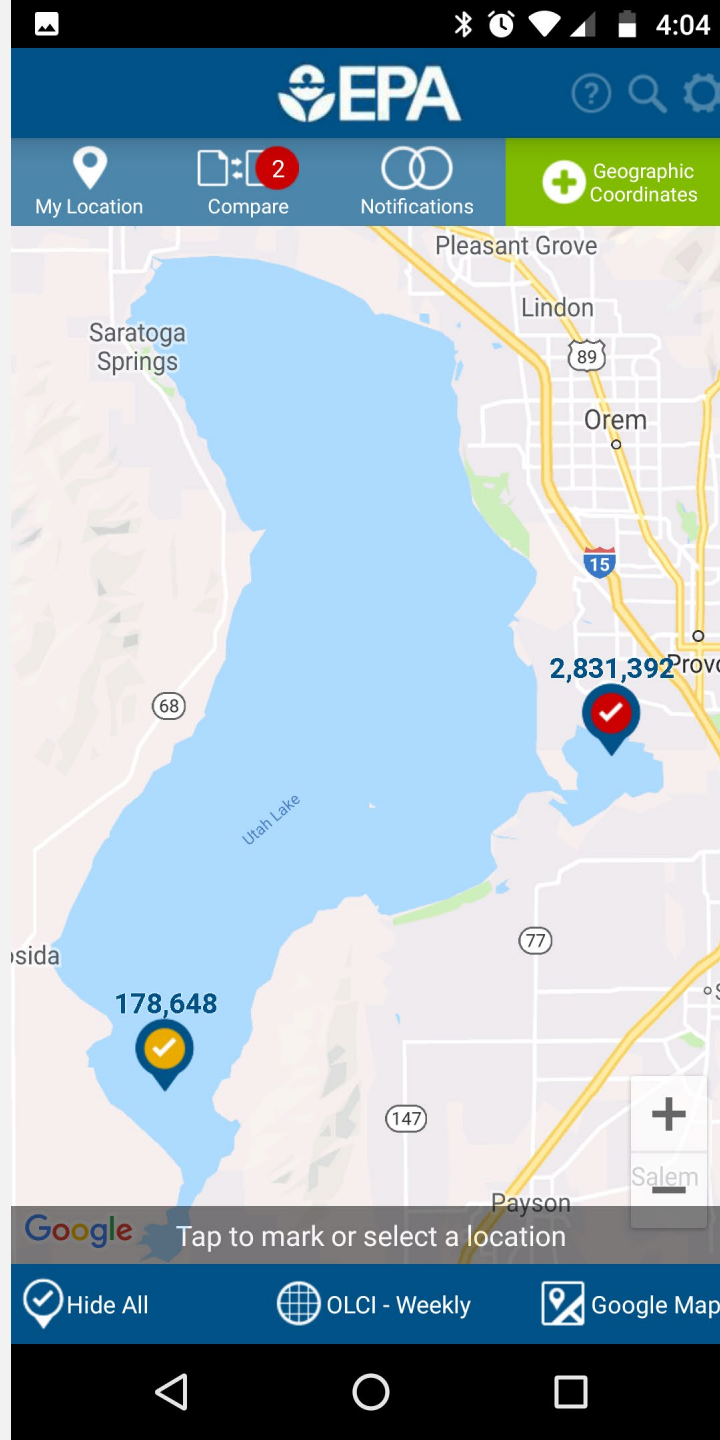 4:04
EPA
?
My Location
2
Compare
Notifications
Geographic
Coordinates
Pleasant Grove
Lindon
Saratoga
Springs
89
Orem
15
2,831,392
Provo
68
Utah Lake
77
osida
178,648
S
147
Salem
Payson
Google
Tap to mark or select a location
Hide All
OLCI - Weekly
Google Map